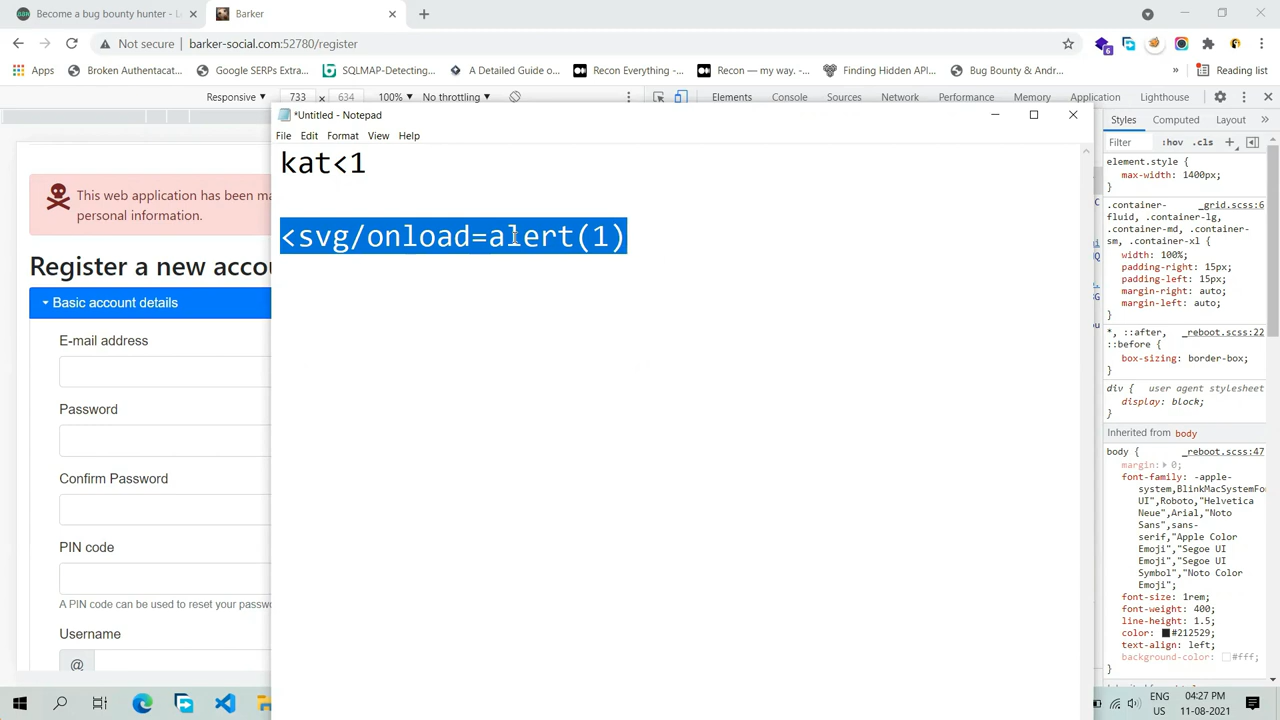 Become a bug bounty hunter - L
Barker
Not secure
barker-social.com:52780/register
6
Apps
Broken Authentacat...
Google SERPs Extra...
SQLMAP-Detecting...
A Detailed Guide o...
Recon Everything -...
Recon — my way. -...
Finding Hidden API...
Bug Bounty & Andr...
»
Reading list
Responsive ▼
733 x 634
100% ▼
No throttling ▼
Elements
Console
Sources
Network
Performance
Memory
Application
Lighthouse
*Untitled - Notepad
File Edit Format View Help
kat<1
<svg/onload=alert(1)
This web application has been ma
personal information.
Register a new accou
Basic account details
E-mail address
Password
Confirm Password
PIN code
A PIN code can be used to reset your passwo
Username
@
Styles Computed Layout »
Filter :hov .cls +
element.style {
max-width: 1400px;
}
.container- _grid.scss:6
fluid, .container-lg,
.container-md, .container-
sm, .container-xl {
width: 100%;
padding-right: 15px;
padding-left: 15px;
margin-right: auto;
margin-left: auto;
}
*, ::after, _reboot.scss:22
::before {
box-sizing: border-box;
}
div { user agent stylesheet
display: block;
}
Inherited from body
body { _reboot.scss:47
margin:▸ 0;
font-family: -apple-
system,BlinkMacSystemFon
UI",Roboto,"Helvetica
Neue",Arial,"Noto
Sans",sans-
serif,"Apple Color
Emoji","Segoe UI
Emoji","Segoe UI
Symbol","Noto Color
Emoji";
font-size: 1rem;
font-weight: 400;
line-height: 1.5;
color: #212529;
text-align: left;
background-color: #fff;
}
ENG
US
04:27 PM
11-08-2021